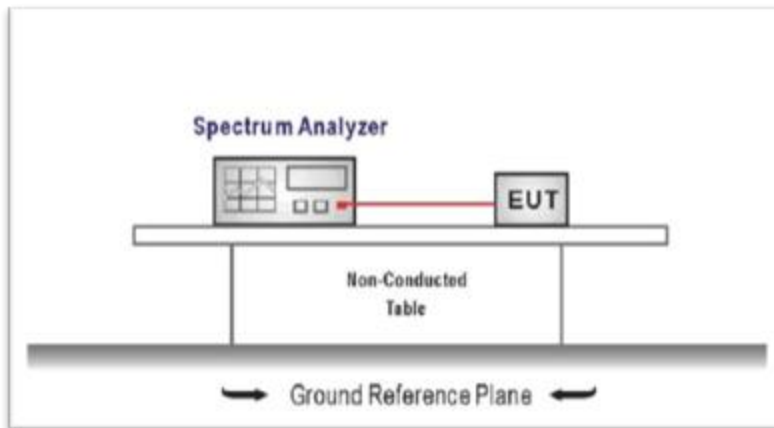 Spectrum Analyzer
EUT
Non-Conducted
Table
Ground Reference Plane